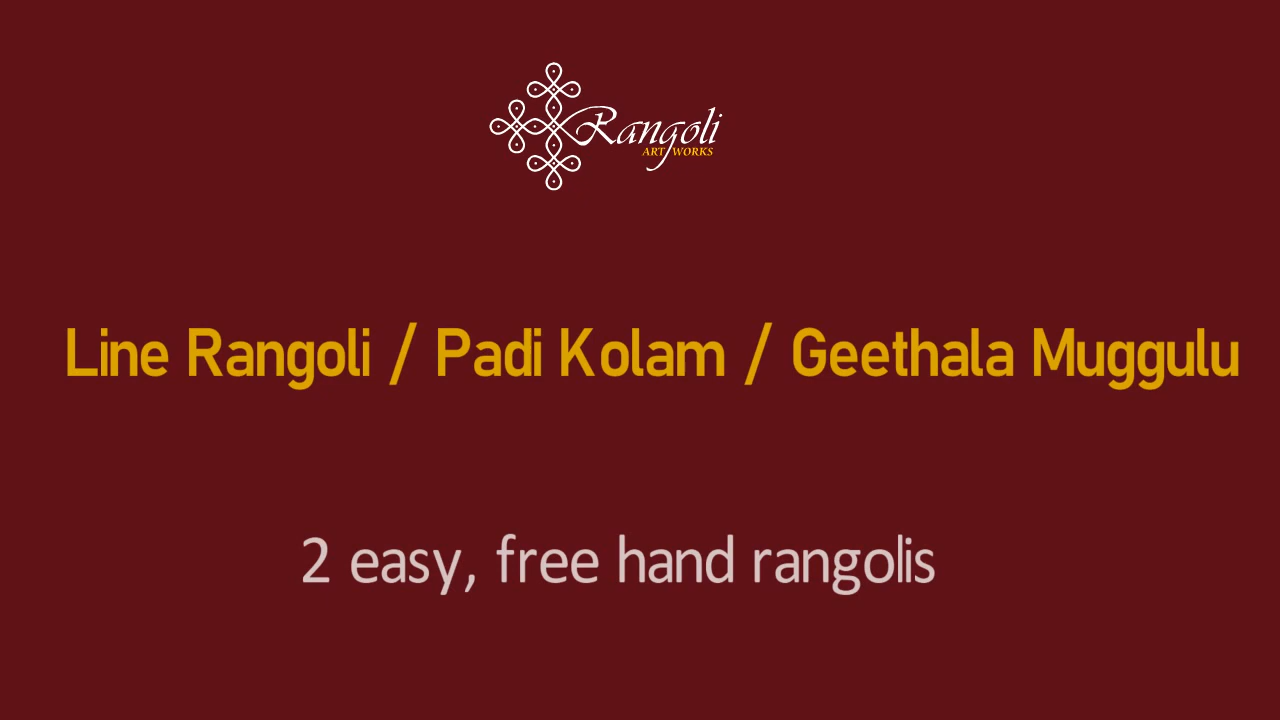 Rangoli
ART WORKS
Line Rangoli / Padi Kolam / Geethala Muggulu
2 easy, free hand rangolis